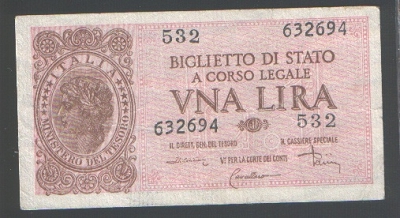 532 632694
BIGLIETTO DI STATO
A CORSO LEGALE
VNA LIRA
632694 532
ITALIA
MINISTERO DEL TESORO
IL DIRETT. GEN. DEL TESORO IL CASSIERE SPECIALE
V. PER LA CORTE DEI CONTI